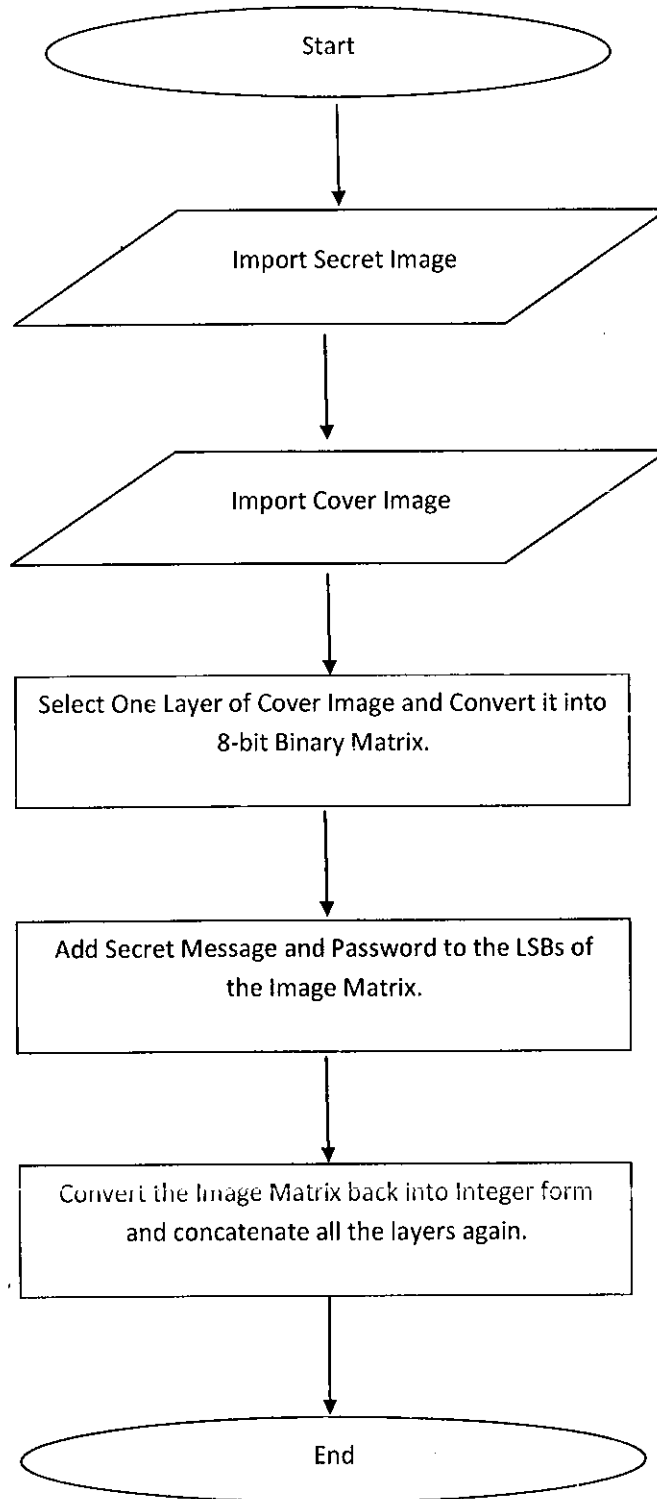 Start
Import Secret Image
Import Cover Image
Select One Layer of Cover Image and Convert it into
8-bit Binary Matrix.
Add Secret Message and Password to the LSBs of
the Image Matrix.
Convert the Image Matrix back into Integer form
and concatenate all the layers again.
End